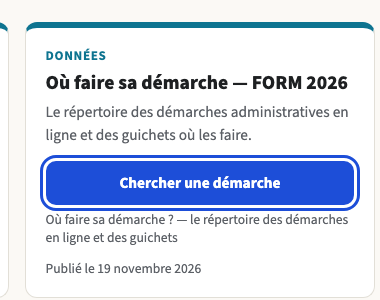 DONNÉES
Où faire sa démarche — FORM 2026
Le répertoire des démarches administratives en
ligne et des guichets où les faire.
Chercher une démarche
Où faire sa démarche ? — le répertoire des démarches
en ligne et des guichets
Publié le 19 novembre 2026